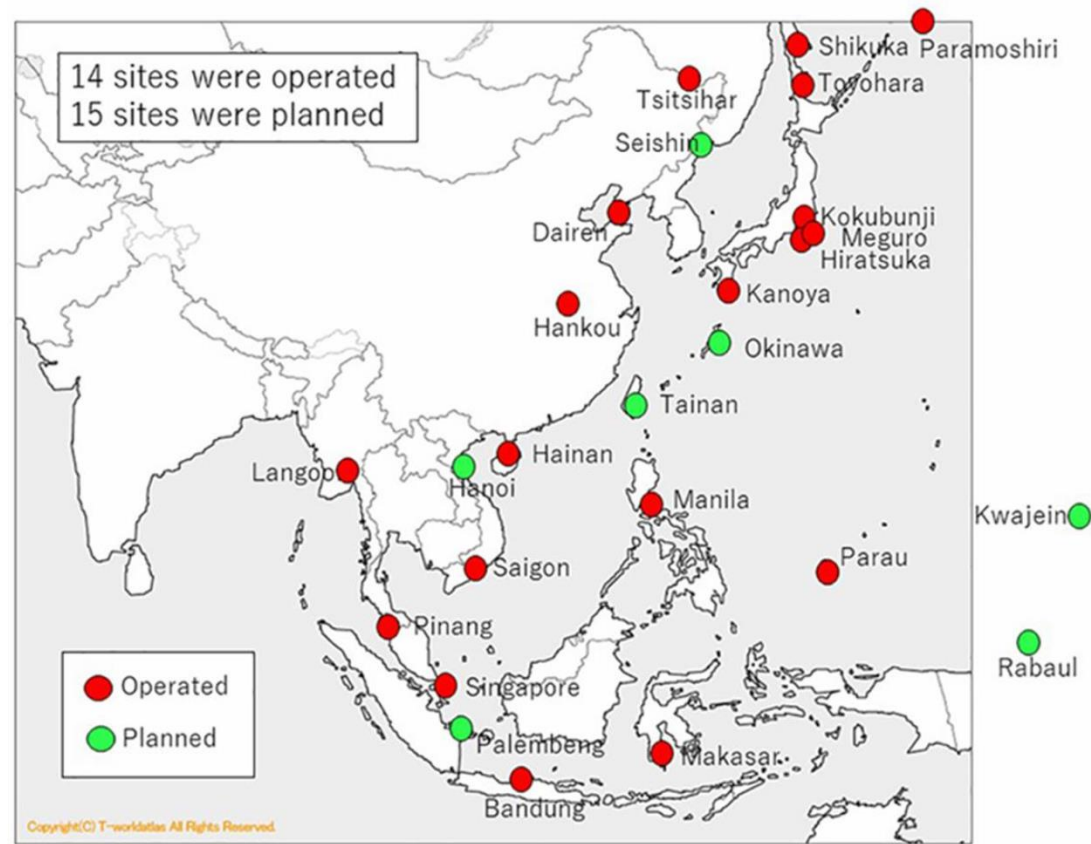 14 sites were operated
15 sites were planned
Shikuka
Paramoshiri
Tsitsihar
Toyohara
Seishin
Dairen
Kokubunji
Meguro
Hiratsuka
Kanoya
Hankou
Okinawa
Tainan
Hainan
Langoo
Hanoi
Manila
Kwajein
Saigon
Parau
Pinang
Rabaul
Operated
Singapore
Planned
Palembeng
Makasar
Bandung
Copyright(C) T-worldatlas All Rights Reserved.